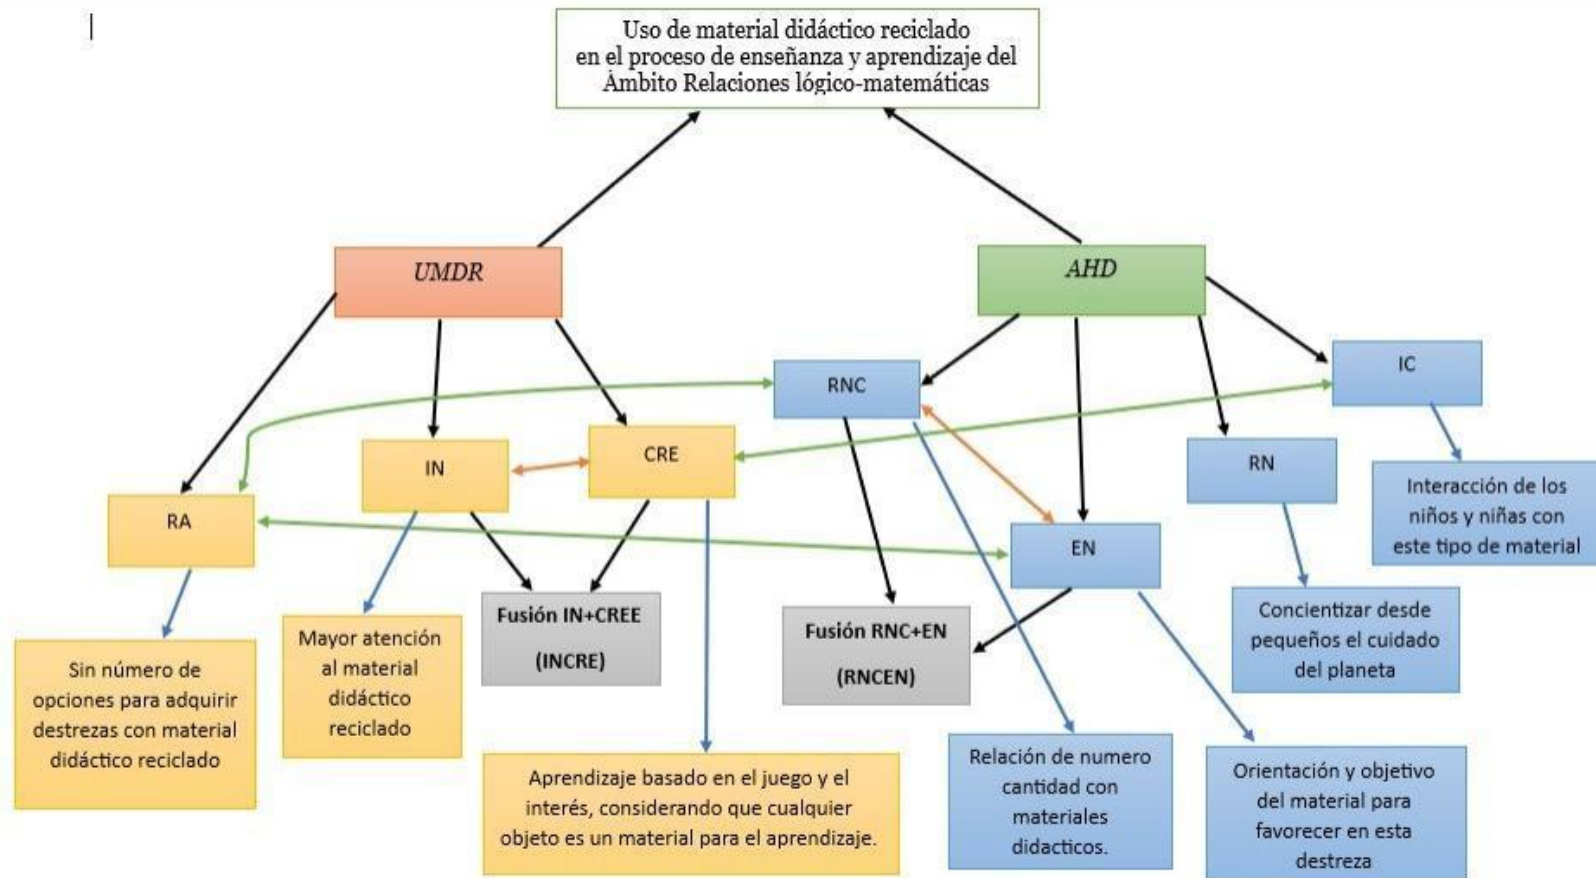 Uso de material didáctico reciclado
en el proceso de enseñanza y aprendizaje del
Ámbito Relaciones lógico-matemáticas
UMDR
AHD
RNC
IC
IN
CRE
RN
RA
EN
Interacción de los
niños y niñas con
este tipo de material
Fusión IN+CREE
(INCRE)
Fusión RNC+EN
(RNCEN)
Concientizar desde
pequeños el cuidado
del planeta
Sin número de
opciones para adquirir
destrezas con material
didáctico reciclado
Mayor atención
al material
didáctico
reciclado
Aprendizaje basado en el juego y el
interés, considerando que cualquier
objeto es un material para el aprendizaje.
Relación de numero
cantidad con
materiales
didacticos.
Orientación y objetivo
del material para
favorecer en esta
destreza